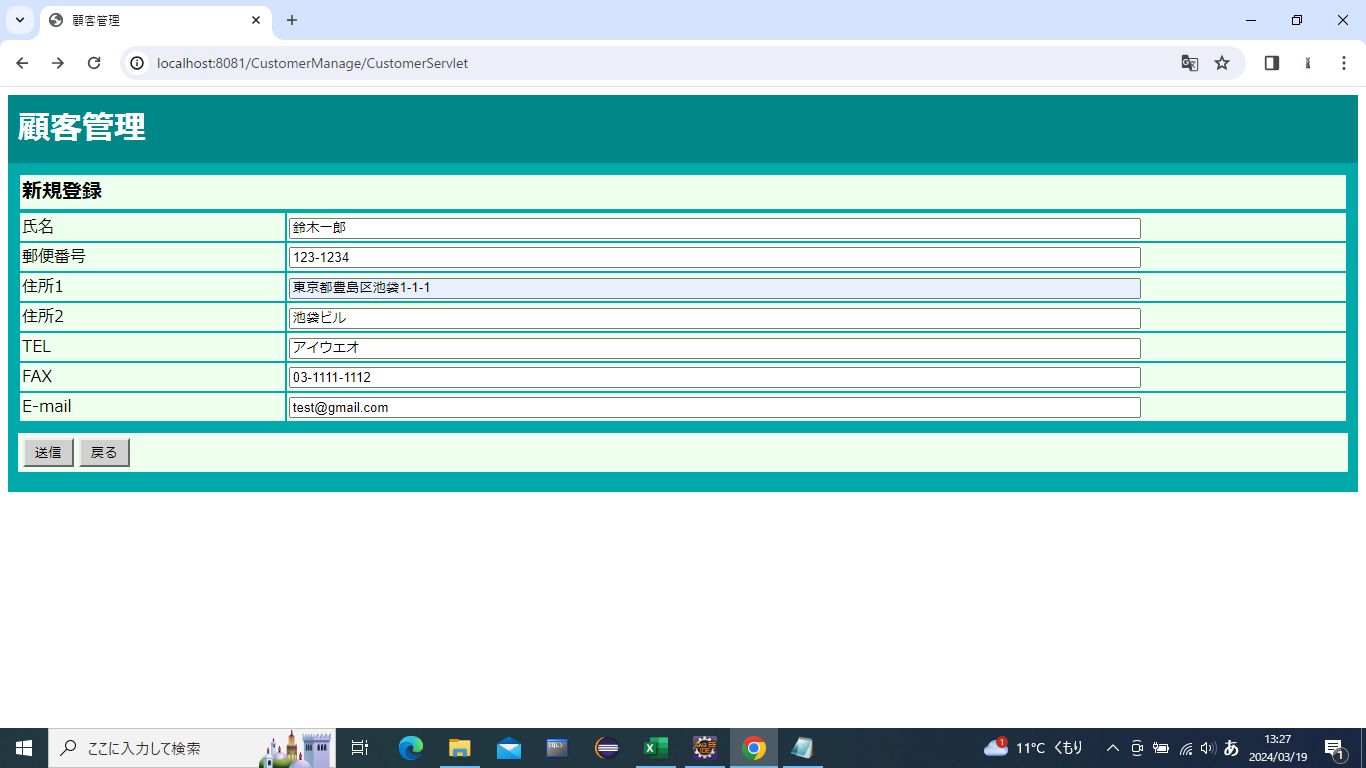 顧客管理
localhost:8081/CustomerManage/CustomerServlet
顧客管理
新規登録
氏名 鈴木一郎
郵便番号 123-1234
住所1 東京都豊島区池袋1-1-1
住所2 池袋ビル
TEL アイウエオ
FAX 03-1111-1112
E-mail test@gmail.com
送信 戻る
ここに入力して検索
1
11°C くもり
あ
13:27
2024/03/19
1